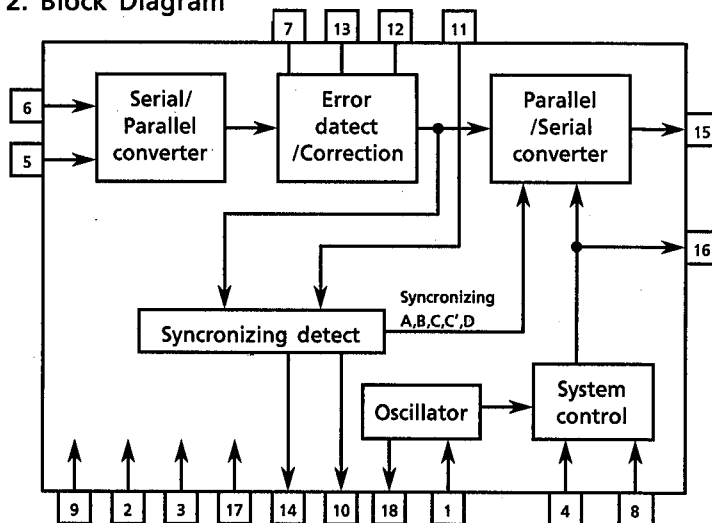 2. Block Diagram
7 13 12 11
6
5
Serial/
Parallel
converter
Error
datect
/Correction
Parallel
/Serial
converter
15
16
Syncronizing
A,B,C,C',D
Syncronizing detect
Oscillator
System
control
9 2 3 17 14 10 18 1 4 8